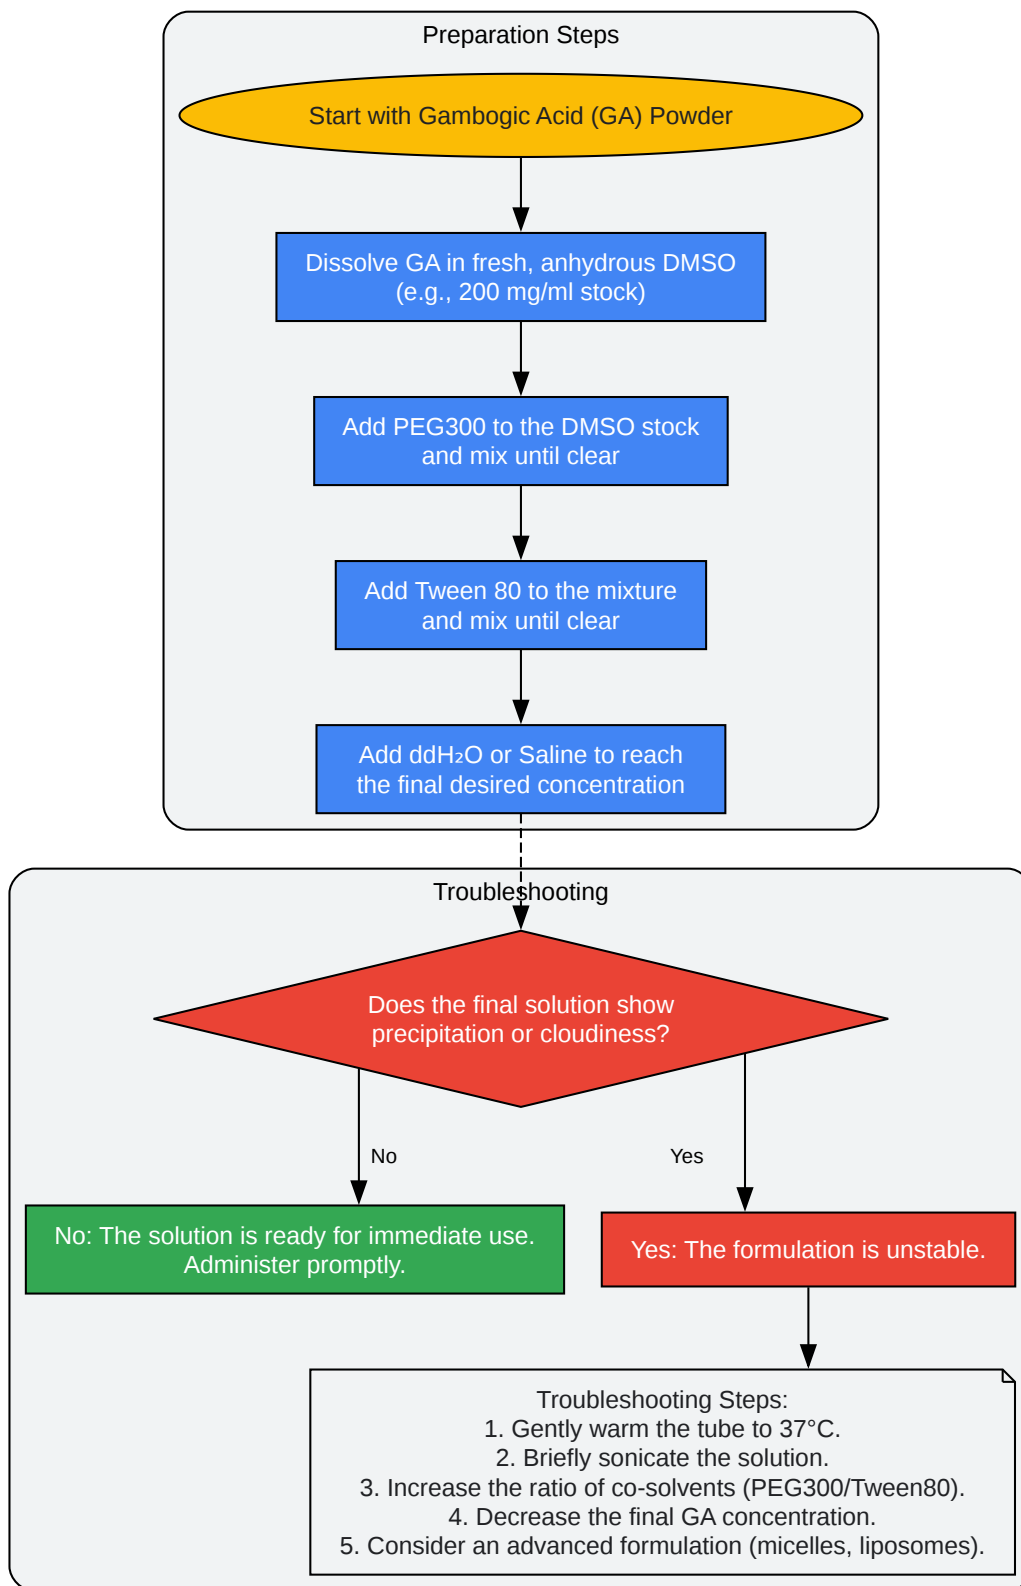 Preparation Steps
Start with Gambogic Acid (GA) Powder
Dissolve GA in fresh, anhydrous DMSO
(e.g., 200 mg/ml stock)
Add PEG300 to the DMSO stock
and mix until clear
Add Tween 80 to the mixture
and mix until clear
Add ddH₂O or Saline to reach
the final desired concentration
Troubleshooting
Does the final solution show
precipitation or cloudiness?
No
Yes
No: The solution is ready for immediate use.
Administer promptly.
Yes: The formulation is unstable.
Troubleshooting Steps:
1. Gently warm the tube to 37°C.
2. Briefly sonicate the solution.
3. Increase the ratio of co-solvents (PEG300/Tween80).
4. Decrease the final GA concentration.
5. Consider an advanced formulation (micelles, liposomes).